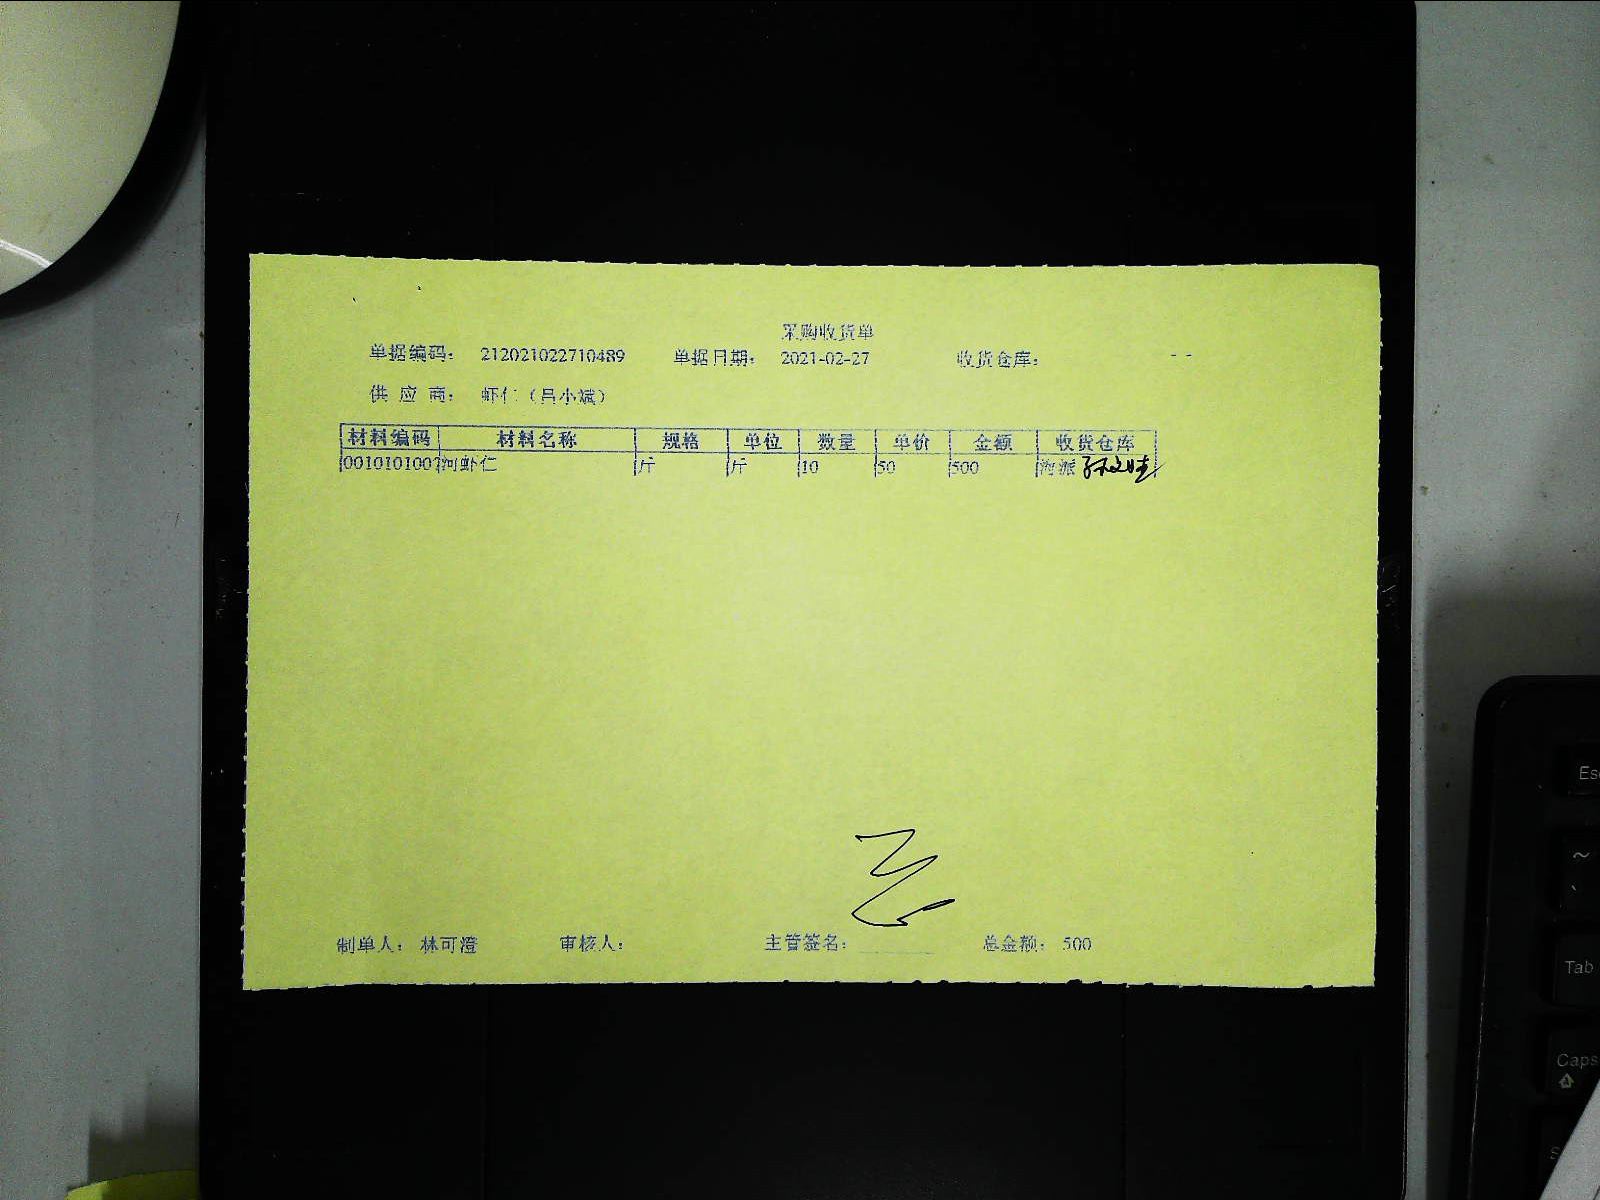 采购收货单
单据编码: 212021022710489 单据日期: 2021-02-27 收货仓库: --
供应商: 虾仁（吕小斌）
材料编码 材料名称 规格 单位 数量 单价 金额 收货仓库
001010100 河虾仁 斤 斤 10 50 500 海派
制单人: 林可澄 审核人: 主管签名: 总金额: 500
Esc
~
Tab
Caps